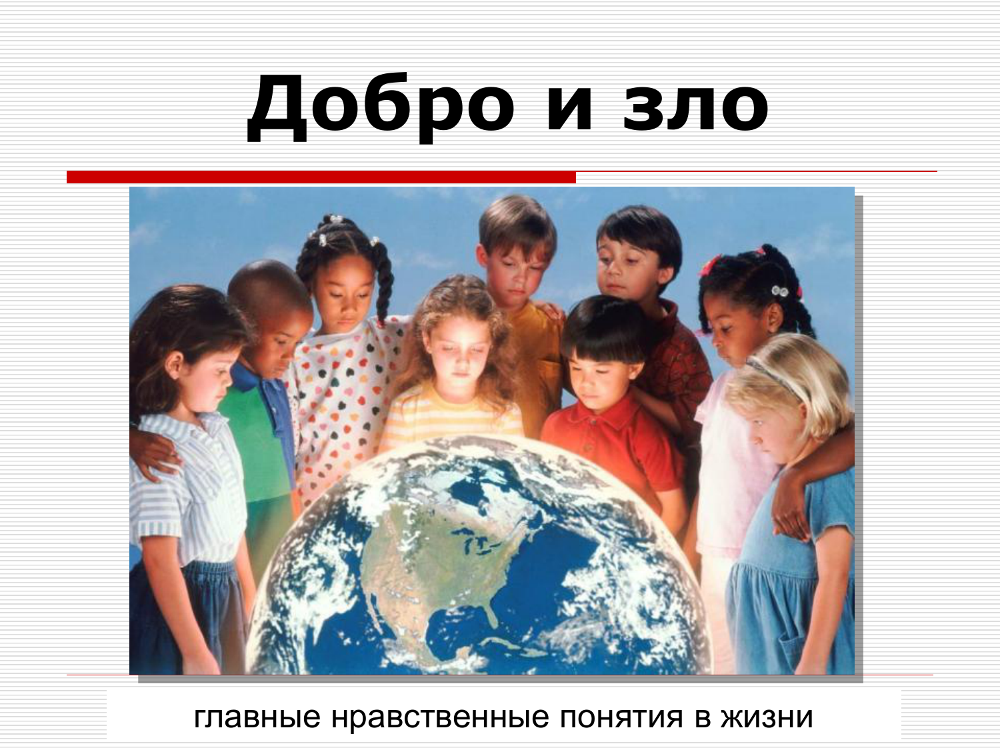 Добро и зло
главные нравственные понятия в жизни